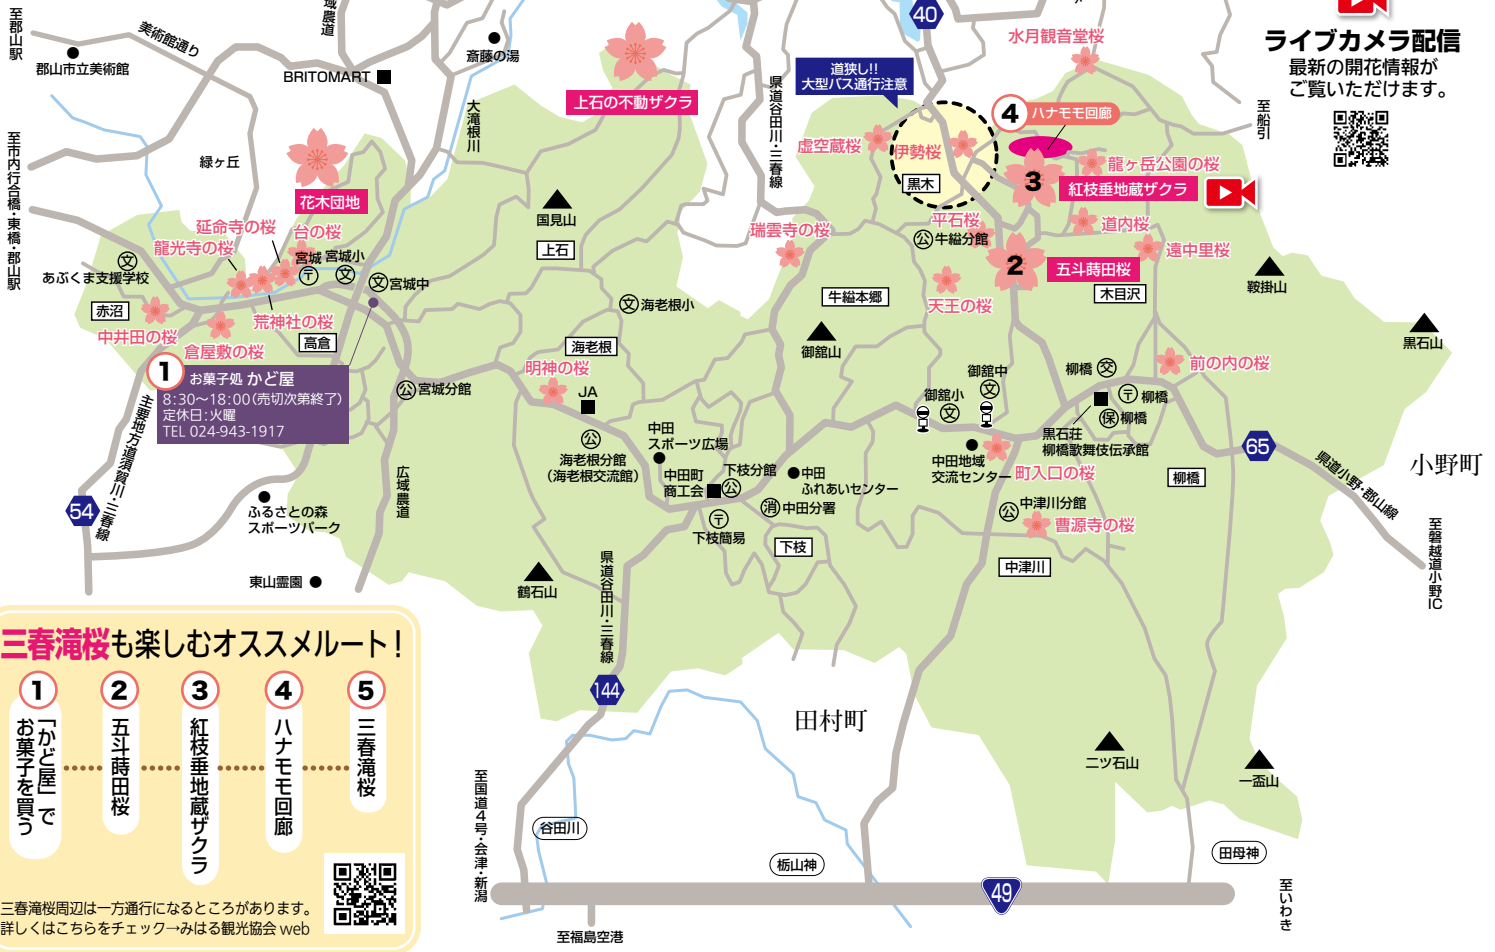 至郡山駅
美術館通り
郡山市立美術館
BRITOMART
域農道
斎藤の湯
大滝根川
上石の不動ザクラ
県道谷田川・三春線
道狭し!!
大型バス通行注意
40
水月観音堂桜
ライブカメラ配信
最新の開花情報が
ご覧いただけます。
至船引
4
ハナモモ回廊
虚空蔵桜
伊勢桜
黒木
龍ヶ岳公園の桜
3
紅枝垂地蔵ザクラ
至市内行合橋・東橋・郡山駅
緑ヶ丘
花木団地
延命寺の桜
台の桜
龍光寺の桜
宮城
〒
宮城小
文
文
宮城中
文
あぶくま支援学校
赤沼
中井田の桜
倉屋敷の桜
荒神社の桜
高倉
国見山
上石
瑞雲寺の桜
平石桜
公
牛縊分館
道内桜
遠中里桜
2
五斗蒔田桜
木目沢
鞍掛山
天王の桜
牛縊本郷
文
海老根小
海老根
御舘山
黒石山
1
お菓子処 かど屋
8:30〜18:00(売切次第終了)
定休日:火曜
TEL 024-943-1917
公
宮城分館
明神の桜
JA
公
海老根分館
(海老根交流館)
中田
スポーツ広場
中田町
商工会
下枝分館
公
中田
ふれあいセンター
消
中田分署
〒
下枝簡易
下枝
御舘小
文
御舘中
文
中田地域
交流センター
町入口の桜
前の内の桜
柳橋
交
〒
柳橋
保
柳橋
黒石荘
柳橋歌舞伎伝承館
柳橋
65
県道小野・郡山線
小野町
至磐越道小野IC
公
中津川分館
曹源寺の桜
中津川
主要地方道須賀川・三春線
54
ふるさとの森
スポーツパーク
広域農道
東山霊園
鶴石山
県道谷田川・三春線
144
田村町
二ツ石山
一盃山
三春滝桜も楽しむオススメルート!
1
「かど屋」で
お菓子を買う
2
五斗蒔田桜
3
紅枝垂地蔵ザクラ
4
ハナモモ回廊
5
三春滝桜
三春滝桜周辺は一方通行になるところがあります。
詳しくはこちらをチェック→みはる観光協会 web
至国道4号・会津・新潟
谷田川
栃山神
田母神
49
至福島空港
至いわき